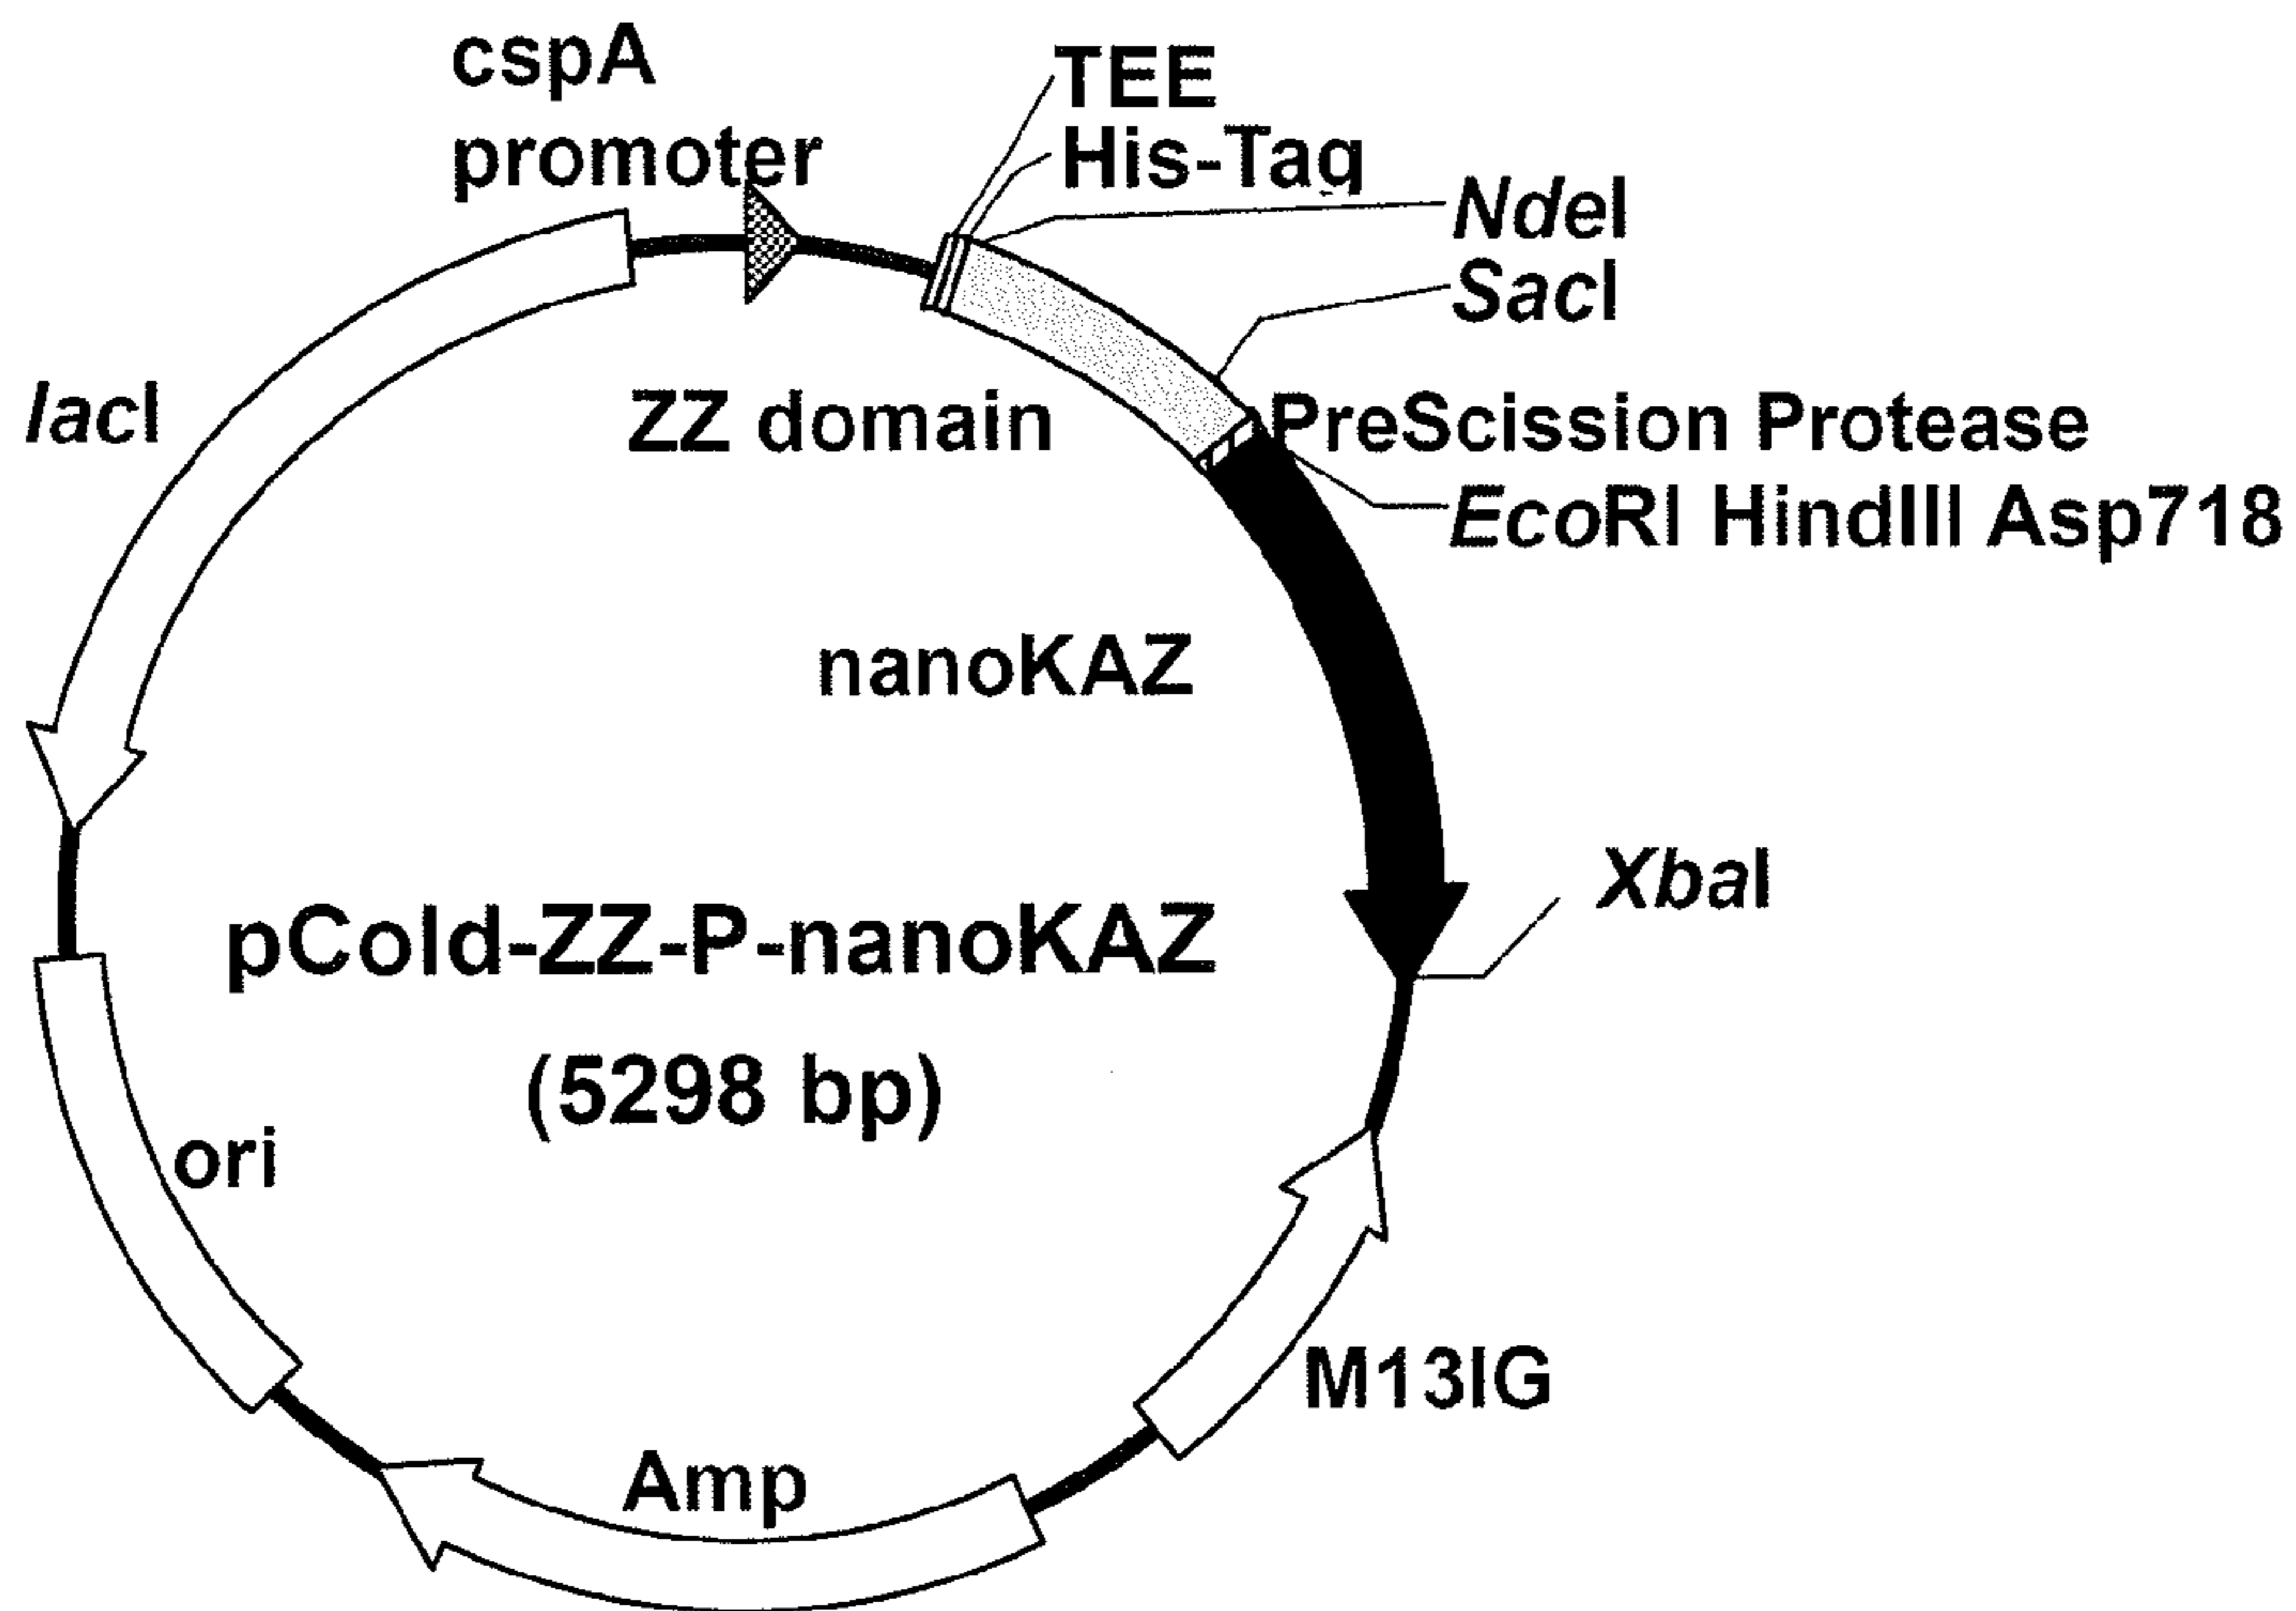 cspA
promoter
TEE
His-Tag
NdeI
SacI
lacI
ZZ domain
PreScission Protease
EcoRI HindIII Asp718
nanoKAZ
XbaI
pCold-ZZ-P-nanoKAZ
(5298 bp)
ori
M13IG
Amp